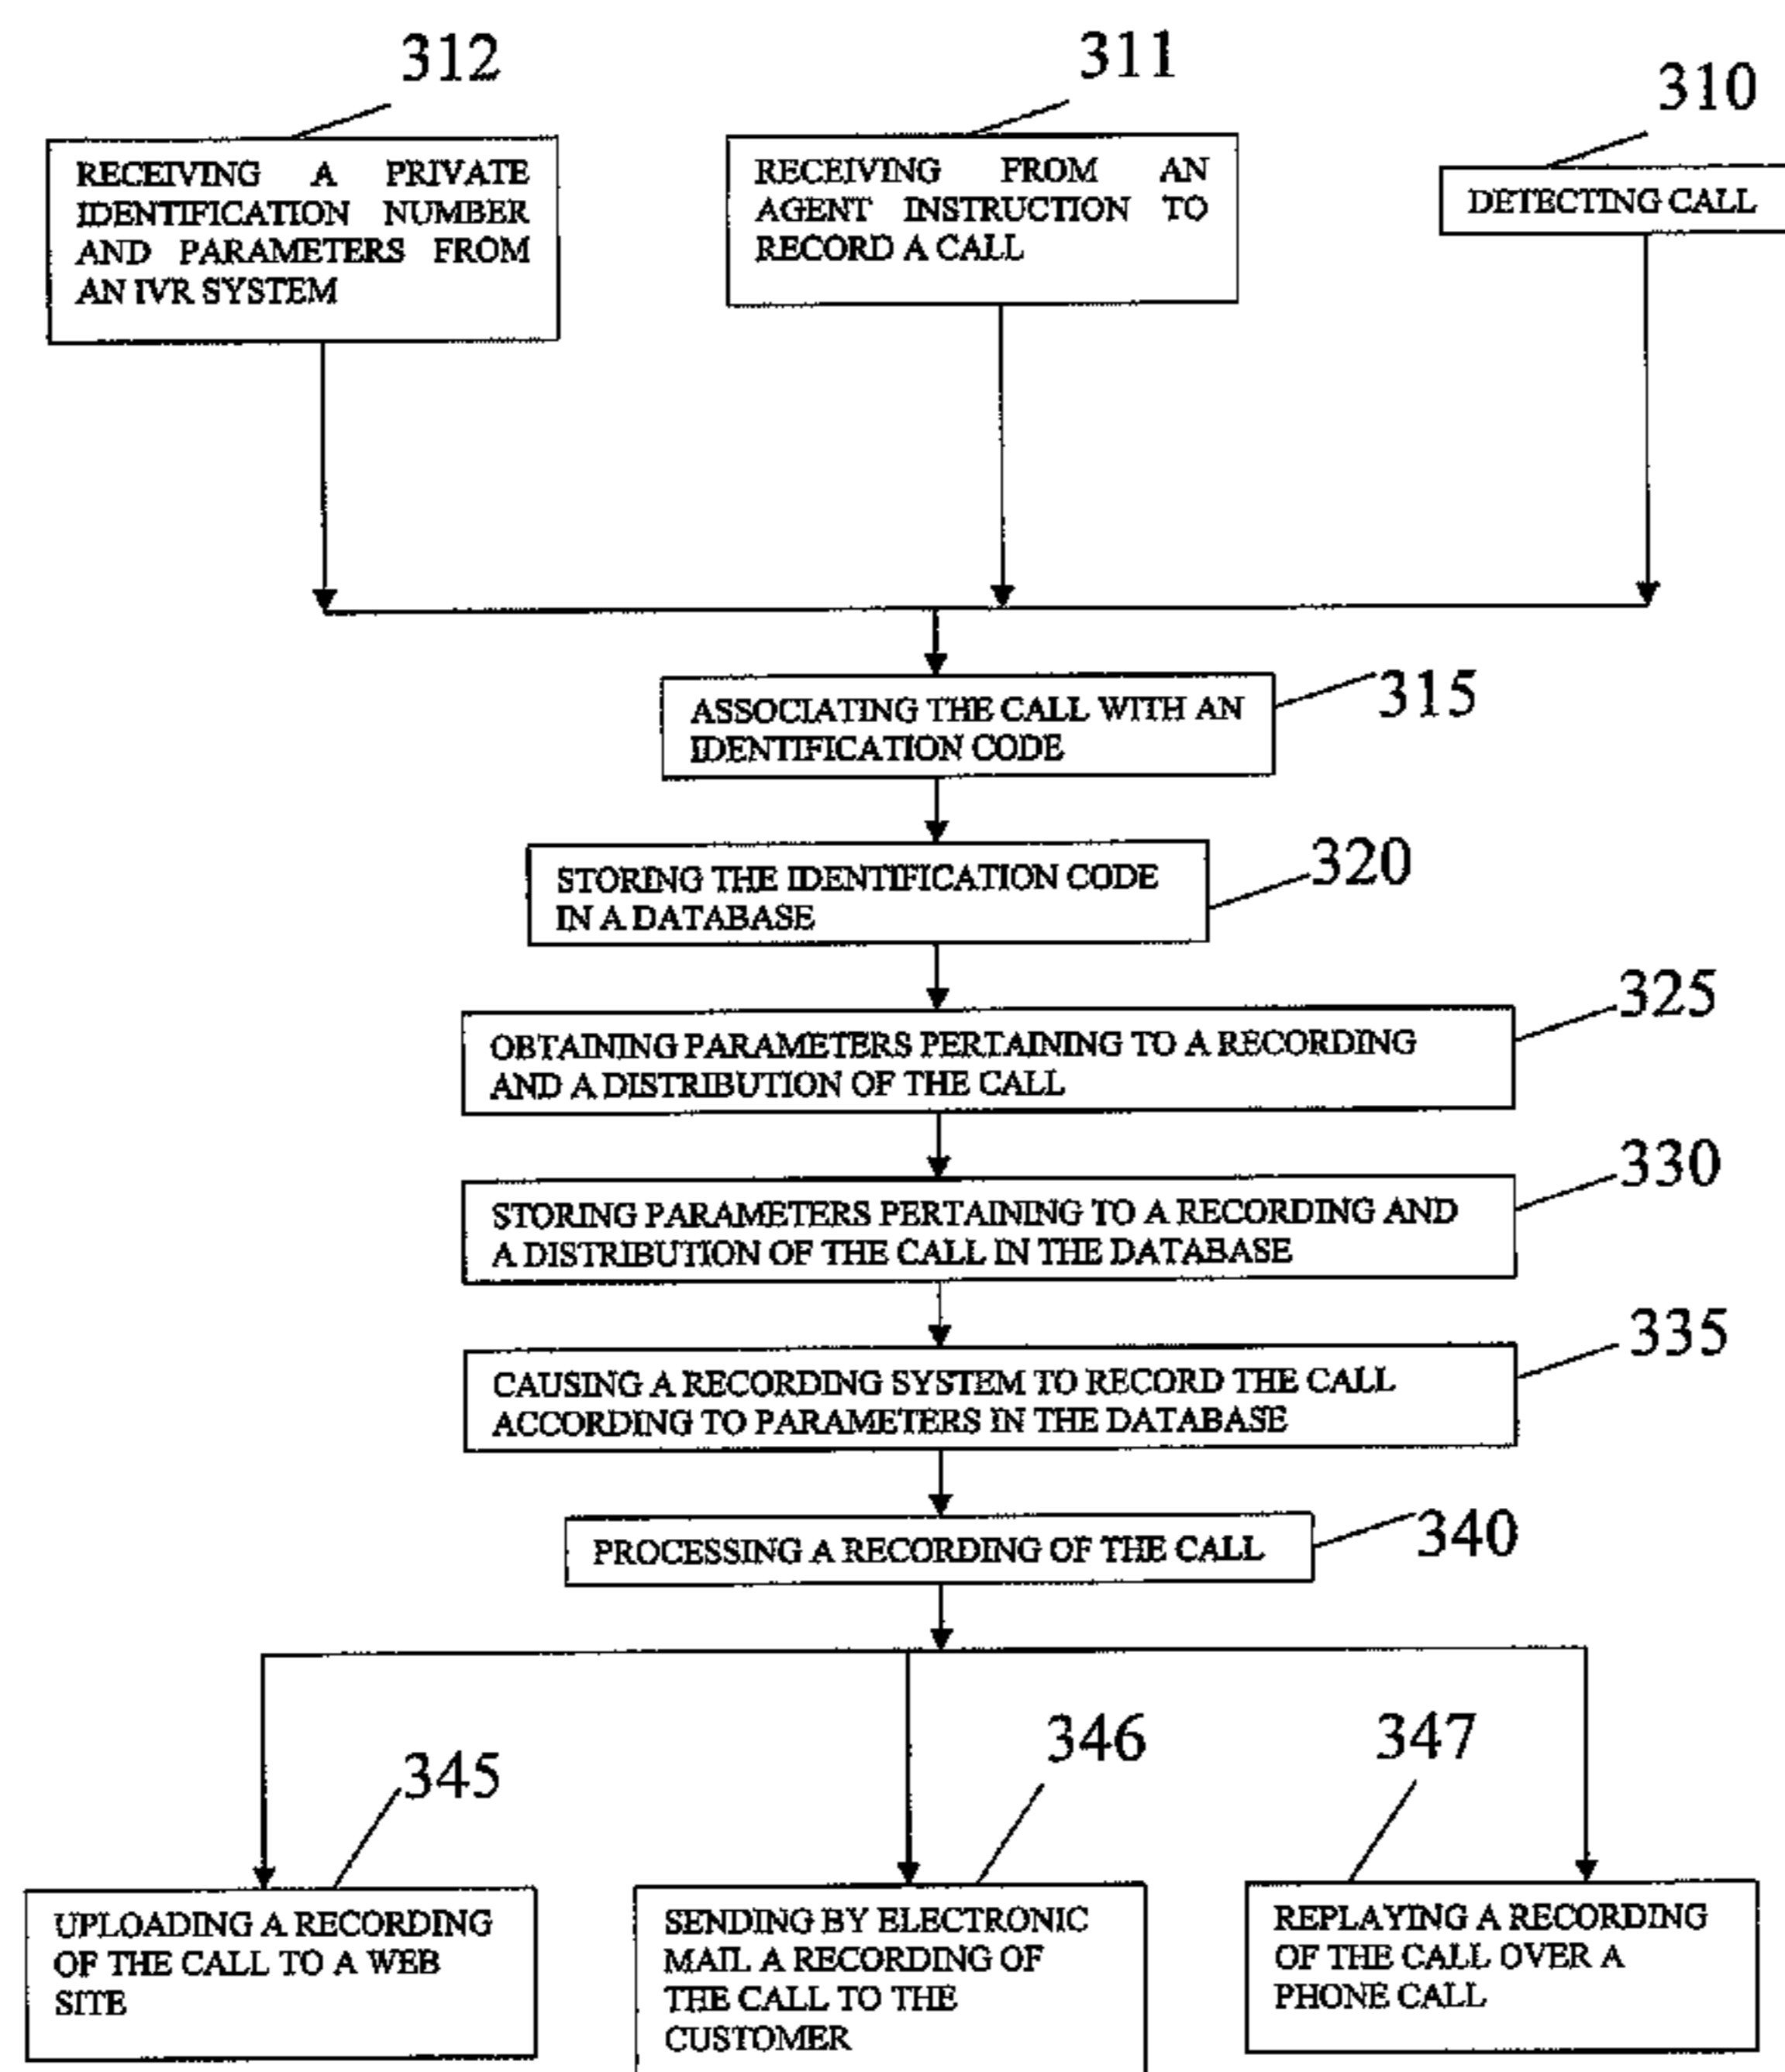 312
311
310
RECEIVING A PRIVATE
IDENTIFICATION NUMBER
AND PARAMETERS FROM
AN IVR SYSTEM
RECEIVING FROM AN
AGENT INSTRUCTION TO
RECORD A CALL
DETECTING CALL
315
ASSOCIATING THE CALL WITH AN
IDENTIFICATION CODE
320
STORING THE IDENTIFICATION CODE
IN A DATABASE
325
OBTAINING PARAMETERS PERTAINING TO A RECORDING
AND A DISTRIBUTION OF THE CALL
330
STORING PARAMETERS PERTAINING TO A RECORDING AND
A DISTRIBUTION OF THE CALL IN THE DATABASE
335
CAUSING A RECORDING SYSTEM TO RECORD THE CALL
ACCORDING TO PARAMETERS IN THE DATABASE
340
PROCESSING A RECORDING OF THE CALL
345
346
347
UPLOADING A RECORDING
OF THE CALL TO A WEB
SITE
SENDING BY ELECTRONIC
MAIL A RECORDING OF
THE CALL TO THE
CUSTOMER
REPLAYING A RECORDING
OF THE CALL OVER A
PHONE CALL